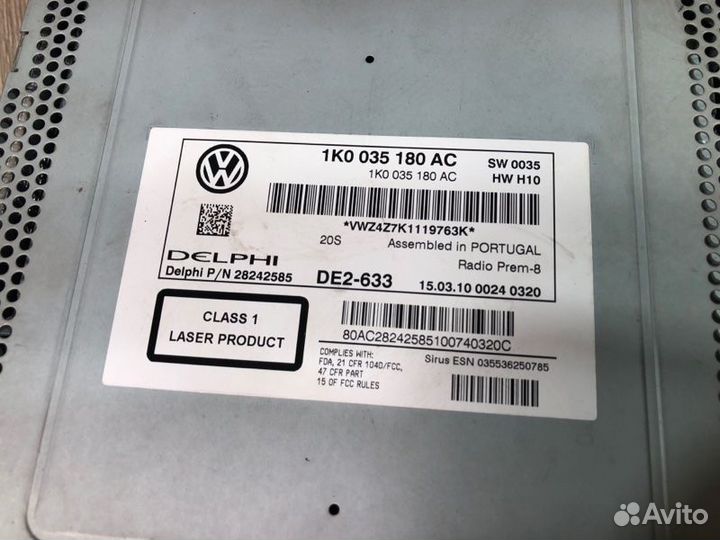 1K0 035 180 AC
SW 0035
1K0 035 180 AC
HW H10
*VWZ4Z7K1119763K*
20S
Assembled in PORTUGAL
DELPHI
Radio Prem-8
Delphi P/N 28242585
DE2-633
15.03.10 0024 0320
CLASS 1
LASER PRODUCT
80AC28242585100740320C
COMPLIES WITH:
FDA, 21 CFR 1040/FCC,
47 CFR PART
15 OF FCC RULES
Sirus ESN 035536250785
Avito